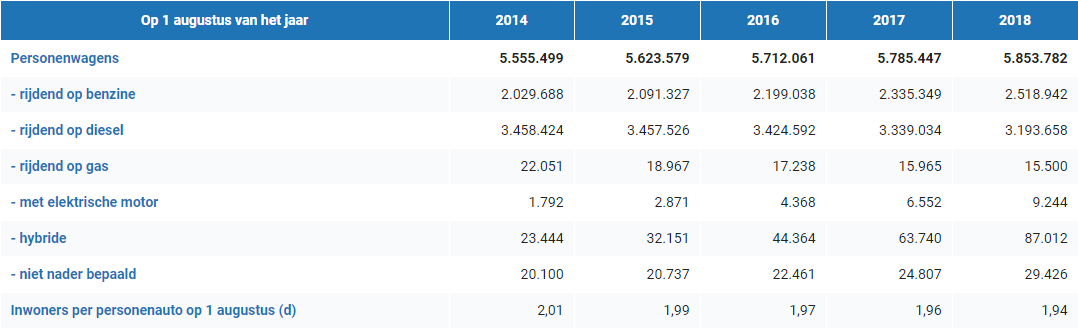 Op 1 augustus van het jaar 2014 2015 2016 2017 2018
Personenwagens 5.555.499 5.623.579 5.712.061 5.785.447 5.853.782
- rijdend op benzine 2.029.688 2.091.327 2.199.038 2.335.349 2.518.942
- rijdend op diesel 3.458.424 3.457.526 3.424.592 3.339.034 3.193.658
- rijdend op gas 22.051 18.967 17.238 15.965 15.500
- met elektrische motor 1.792 2.871 4.368 6.552 9.244
- hybride 23.444 32.151 44.364 63.740 87.012
- niet nader bepaald 20.100 20.737 22.461 24.807 29.426
Inwoners per personenauto op 1 augustus (d) 2,01 1,99 1,97 1,96 1,94